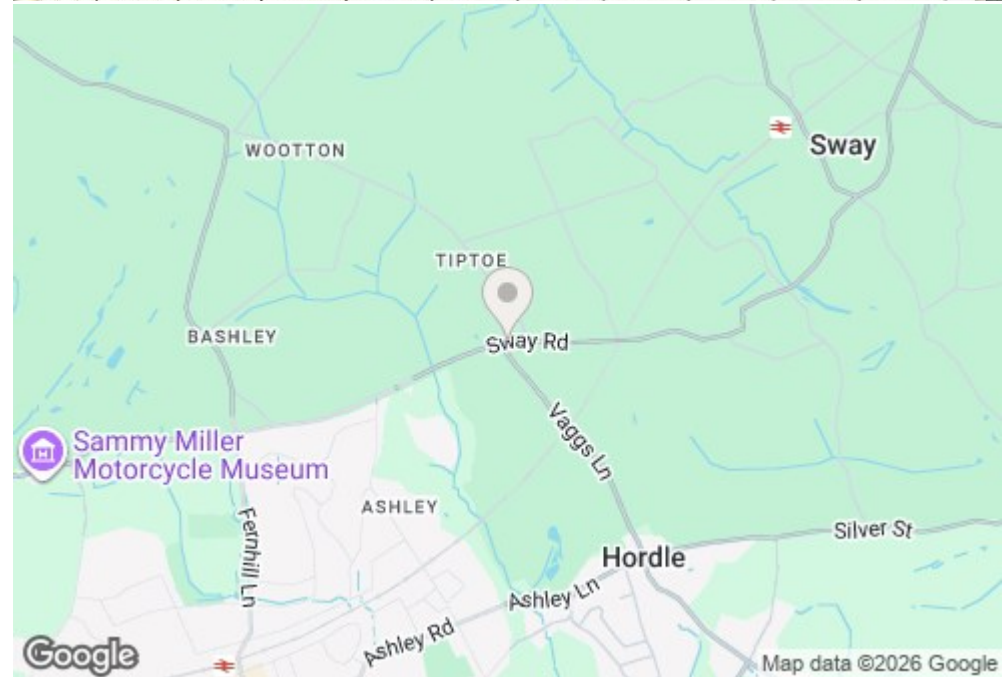 Sway
WOOTTON
TIPTOE
Sway Rd
BASHLEY
Vaggs Ln
Sammy Miller
Motorcycle Museum
ASHLEY
Fernhill Ln
Silver St
Hordle
Ashley Ln
Ashley Rd
Google
Map data ©2026 Google